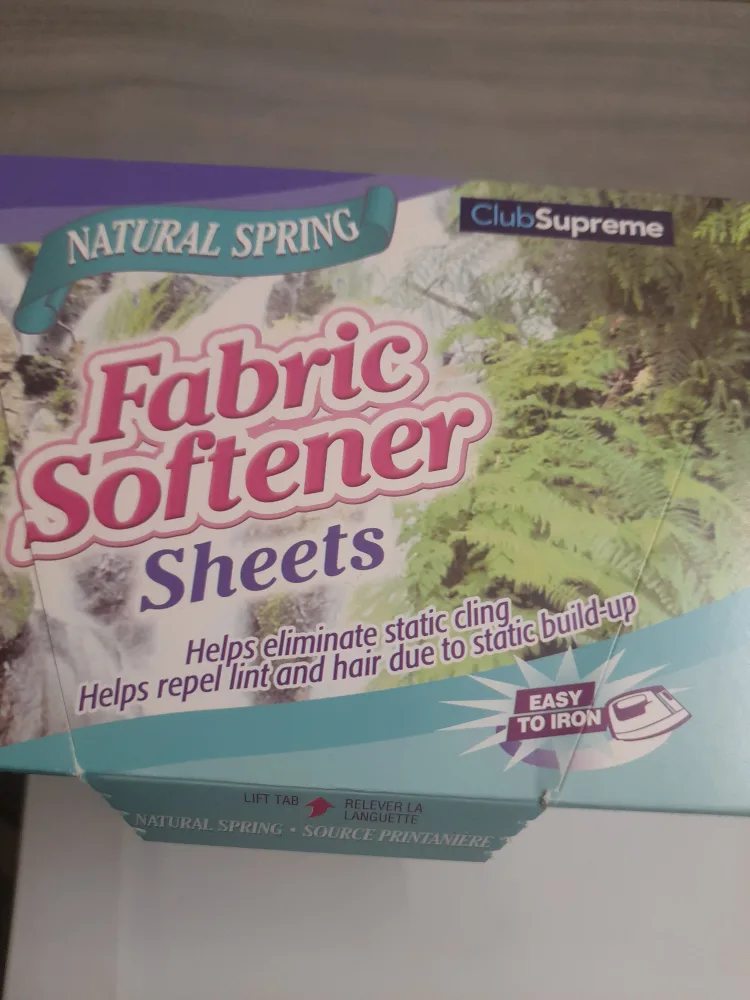 NATURAL SPRING
ClubSupreme
Fabric
Softener
Sheets
Helps eliminate static cling
Helps repel lint and hair due to static build-up
EASY
TO IRON
LIFT TAB
RELEVER LA
LANGUETTE
NATURAL SPRING • SOURCE PRINTANIERE